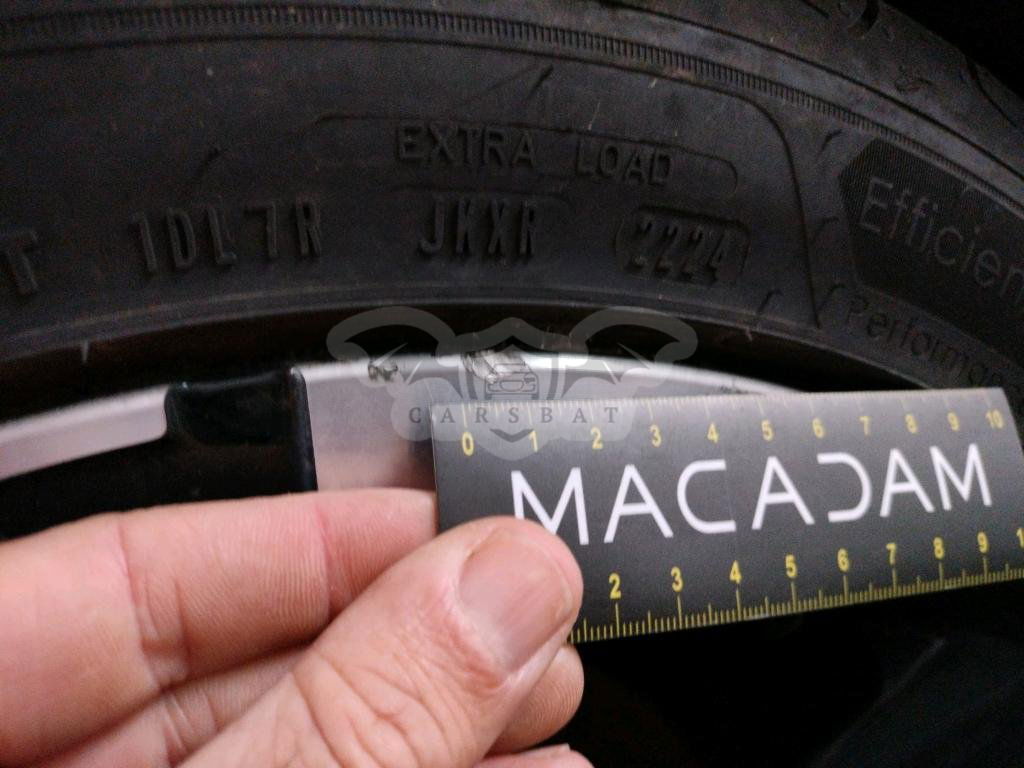 EXTRA LOAD
T 1DL7R JKXR 2224
Efficien
Performan
CARSBAT
0 1 2 3 4 5 6 7 8 9 10
MACADAM
2 3 4 5 6 7 8 9 1